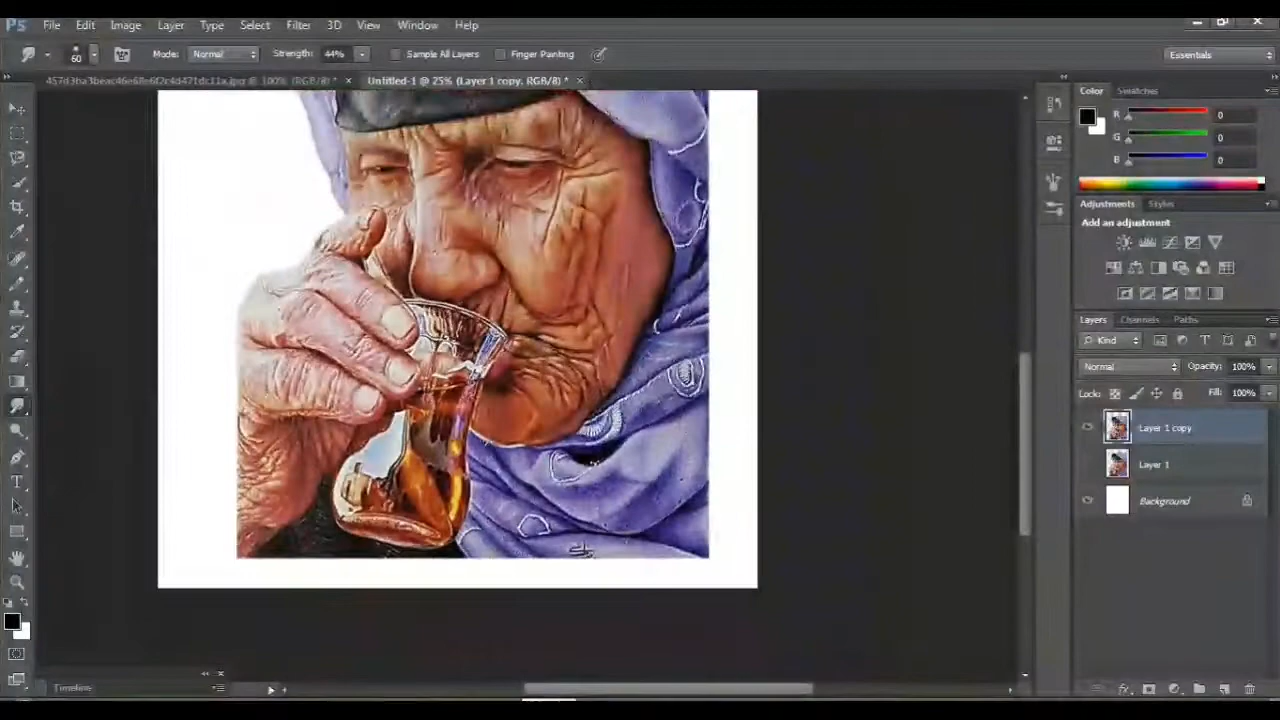 Ps File Edit Image Layer Type Select Filter 3D View Window Help
60 Mode: Normal Strength: 44% Sample All Layers Finger Painting Essentials
Untitled-1 @ 25% (Layer 1 copy, RGB/8) *
Color Swatches
R 0
G 0
B 0
Adjustments Styles
Add an adjustment
Layers Channels Paths
Kind
Normal Opacity: 100%
Lock: Fill: 100%
Layer 1 copy
Layer 1
Background
Timeline